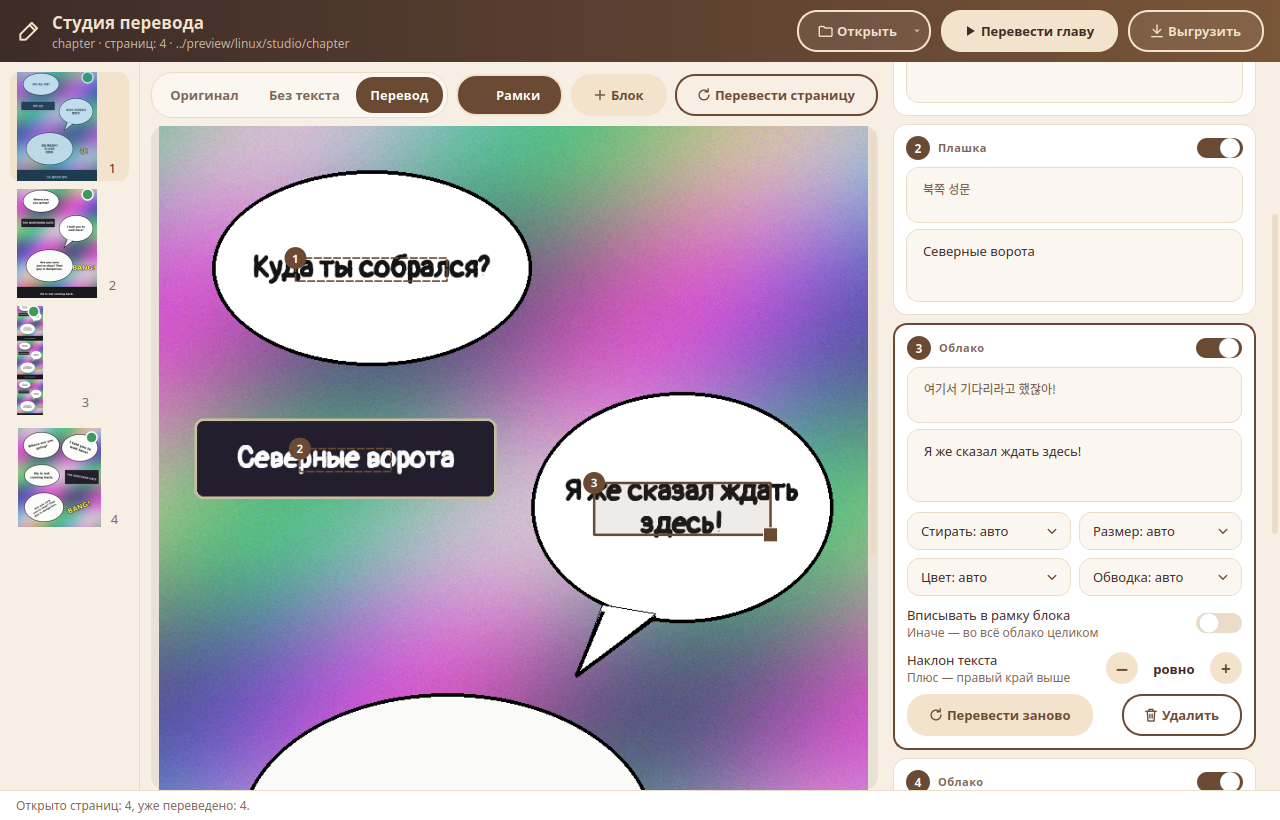 Студия перевода
chapter · страниц: 4 · ../preview/linux/studio/chapter
Открыть
Перевести главу
Выгрузить
Оригинал
Без текста
Перевод
Рамки
+ Блок
Перевести страницу
1
2
3
4
1
Куда ты собрался?
2
Северные ворота
3
Я же сказал ждать
здесь!
2 Плашка
북쪽 성문
Северные ворота
3 Облако
여기서 기다리라고 했잖아!
Я же сказал ждать здесь!
Стирать: авто
Размер: авто
Цвет: авто
Обводка: авто
Вписывать в рамку блока
Иначе — во всё облако целиком
Наклон текста
Плюс — правый край выше
− ровно +
Перевести заново
Удалить
4 Облако
Открыто страниц: 4, уже переведено: 4.